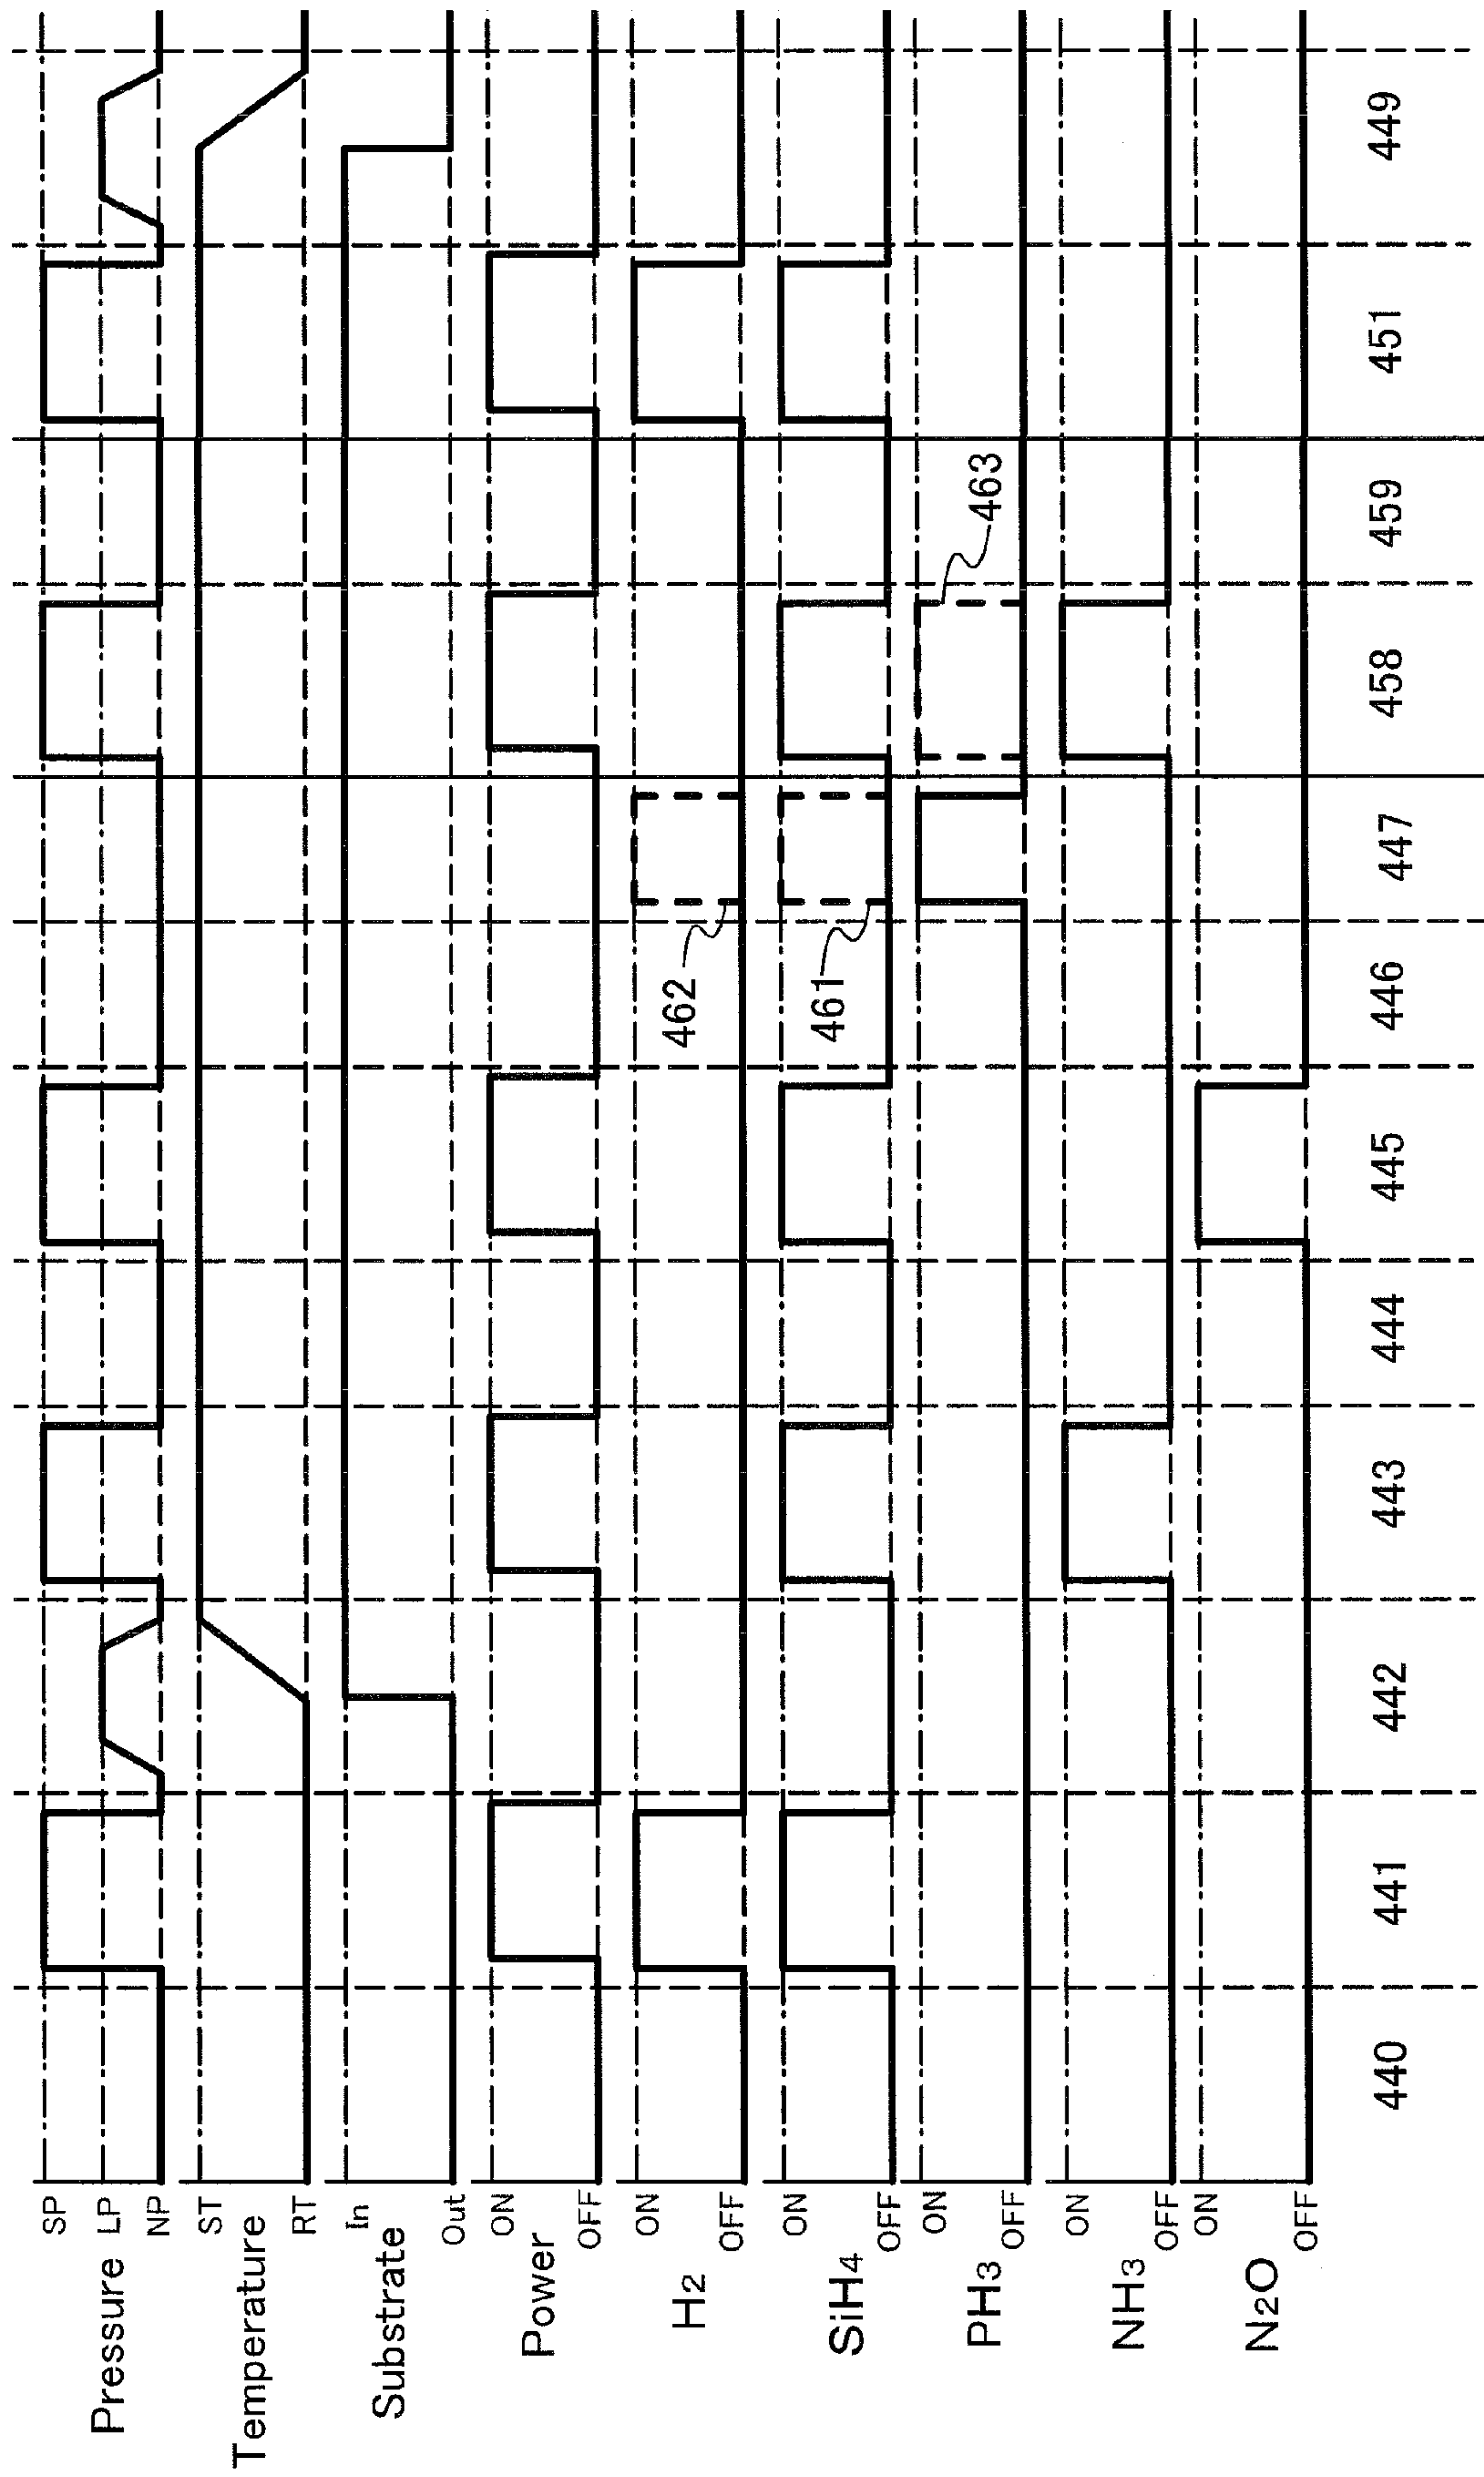 Pressure
SP
LP
NP
Temperature
ST
RT
Substrate
In
Out
Power
ON
OFF
H2
ON
OFF
462
SiH4
ON
OFF
461
PH3
ON
OFF
463
NH3
ON
OFF
N2O
ON
OFF
440 441 442 443 444 445 446 447 458 459 451 449